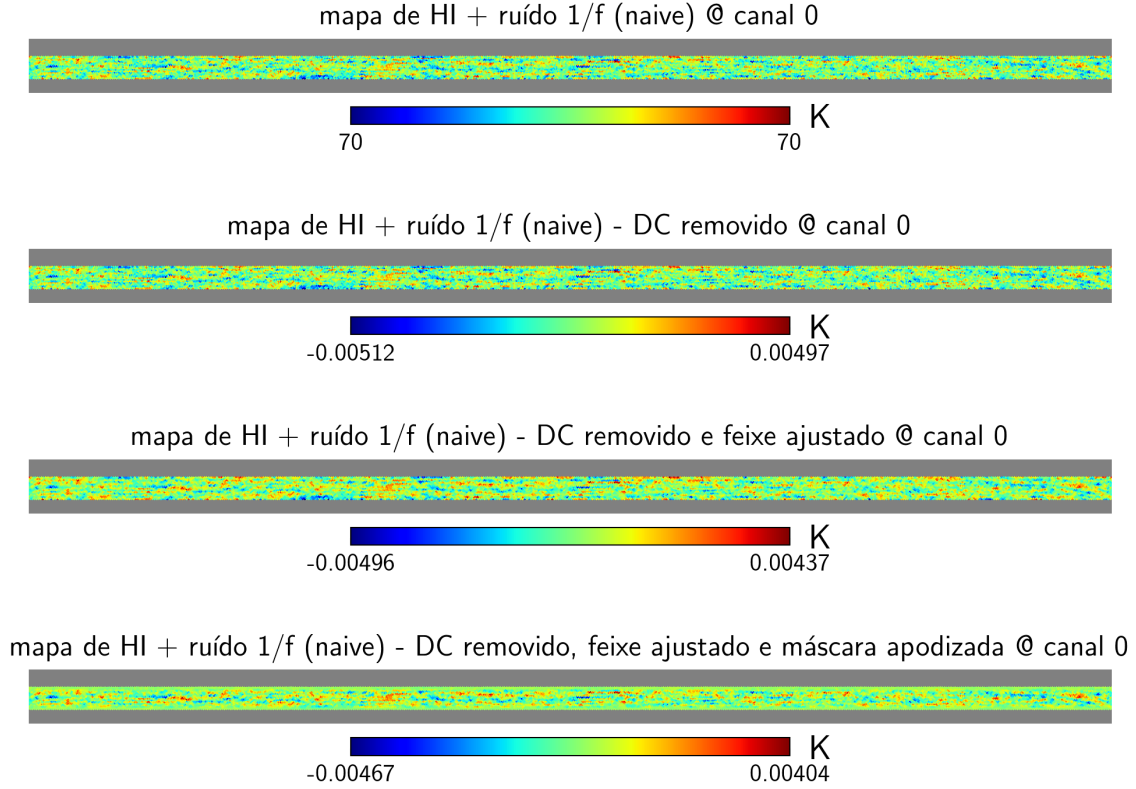 mapa de HI + ruído 1/f (naive) @ canal 0
K
70 70
mapa de HI + ruído 1/f (naive) - DC removido @ canal 0
K
-0.00512 0.00497
mapa de HI + ruído 1/f (naive) - DC removido e feixe ajustado @ canal 0
K
-0.00496 0.00437
mapa de HI + ruído 1/f (naive) - DC removido, feixe ajustado e máscara apodizada @ canal 0
K
-0.00467 0.00404